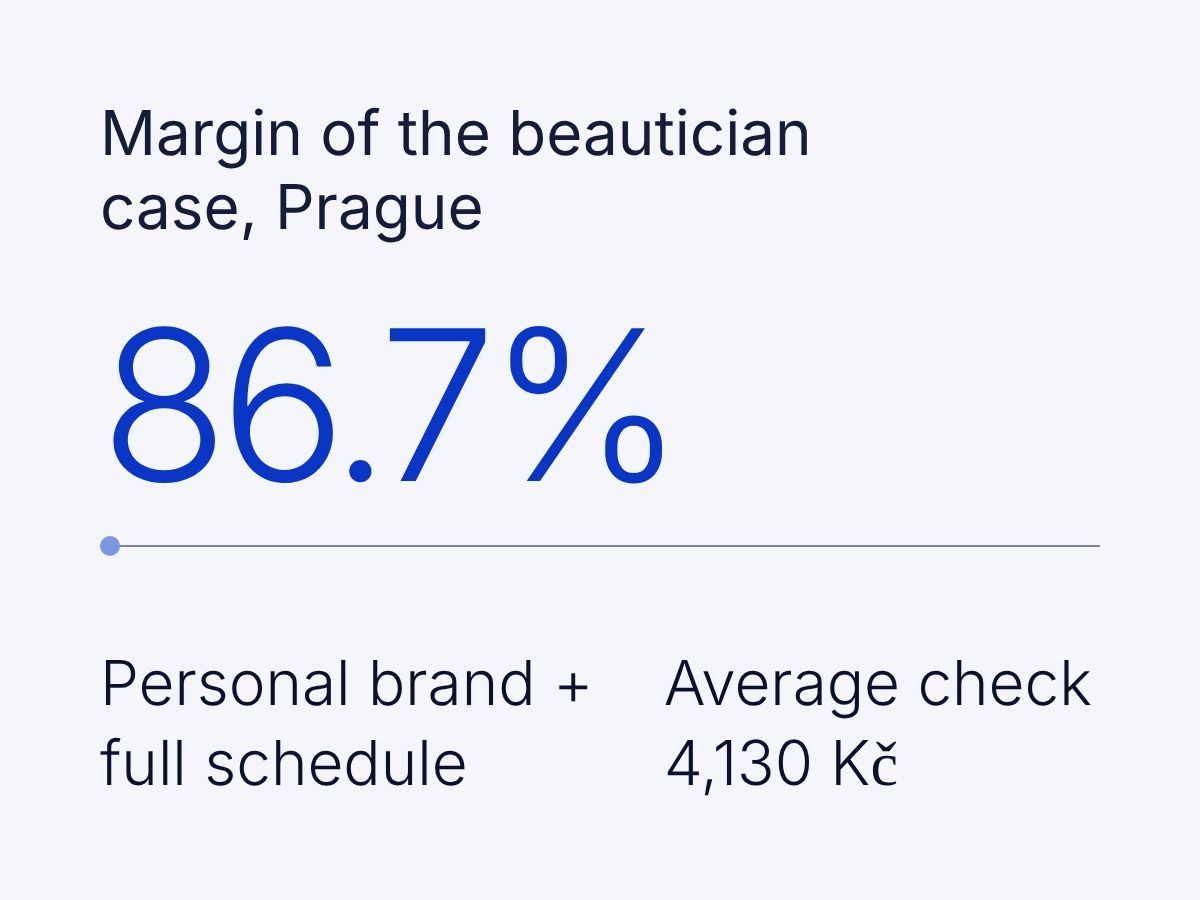 Margin of the beautician
case, Prague
86.7%
Personal brand +
full schedule
Average check
4,130 Kč